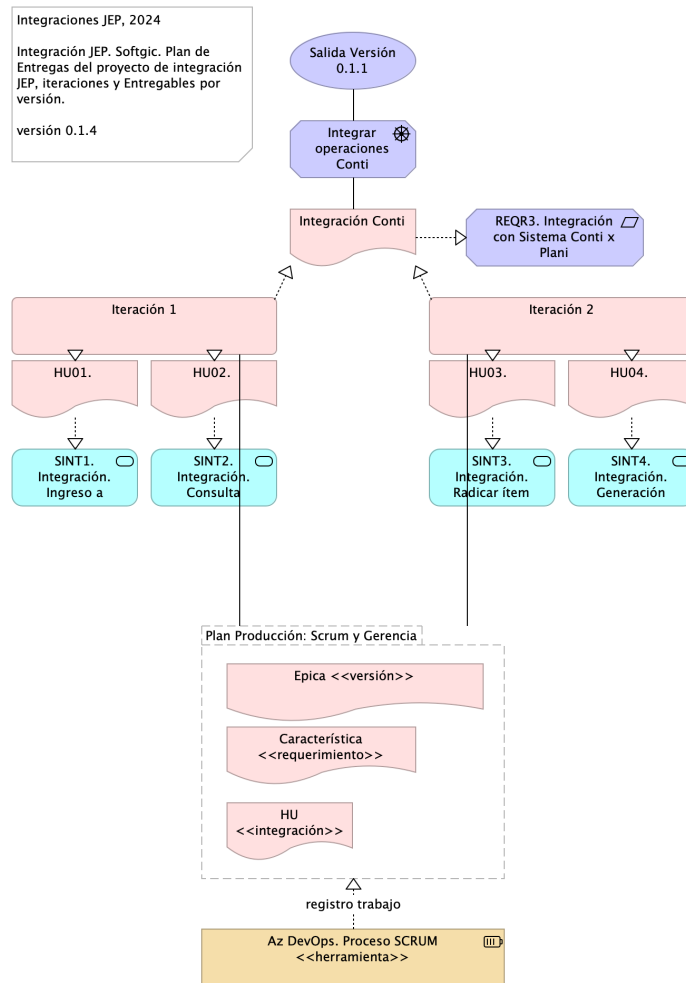 Integraciones JEP, 2024
Integración JEP. Softgic. Plan de
Entregas del proyecto de integración
JEP, iteraciones y Entregables por
versión.
versión 0.1.4
Salida Versión
0.1.1
Integrar
operaciones
Conti
Integración Conti
REQR3. Integración
con Sistema Conti x
Plani
Iteración 1
Iteración 2
HU01.
HU02.
HU03.
HU04.
SINT1.
Integración.
Ingreso a
SINT2.
Integración.
Consulta
SINT3.
Integración.
Radicar ítem
SINT4.
Integración.
Generación
Plan Producción: Scrum y Gerencia
Epica <<versión>>
Característica
<<requerimiento>>
HU
<<integración>>
registro trabajo
Az DevOps. Proceso SCRUM
<<herramienta>>